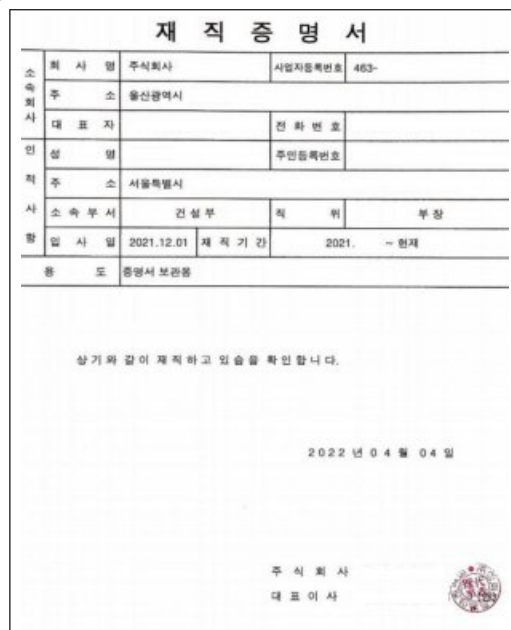 재 직 증 명 서
소속회사
회 사 명 주식회사 사업자등록번호 463-
주 소 울산광역시
대 표 자 전 화 번 호
인 적 사 항
성 명 주민등록번호
주 소 서울특별시
소 속 부 서 건 설 부 직 위 부 장
입 사 일 2021.12.01 재 직 기 간 2021. ~ 현재
용 도 증명서 보관용
상 기 와 같 이 재 직 하 고 있 습 을 확 인 합 니 다.
2022 년 0 4 월 04 일
주 식 회 사
대 표 이 사